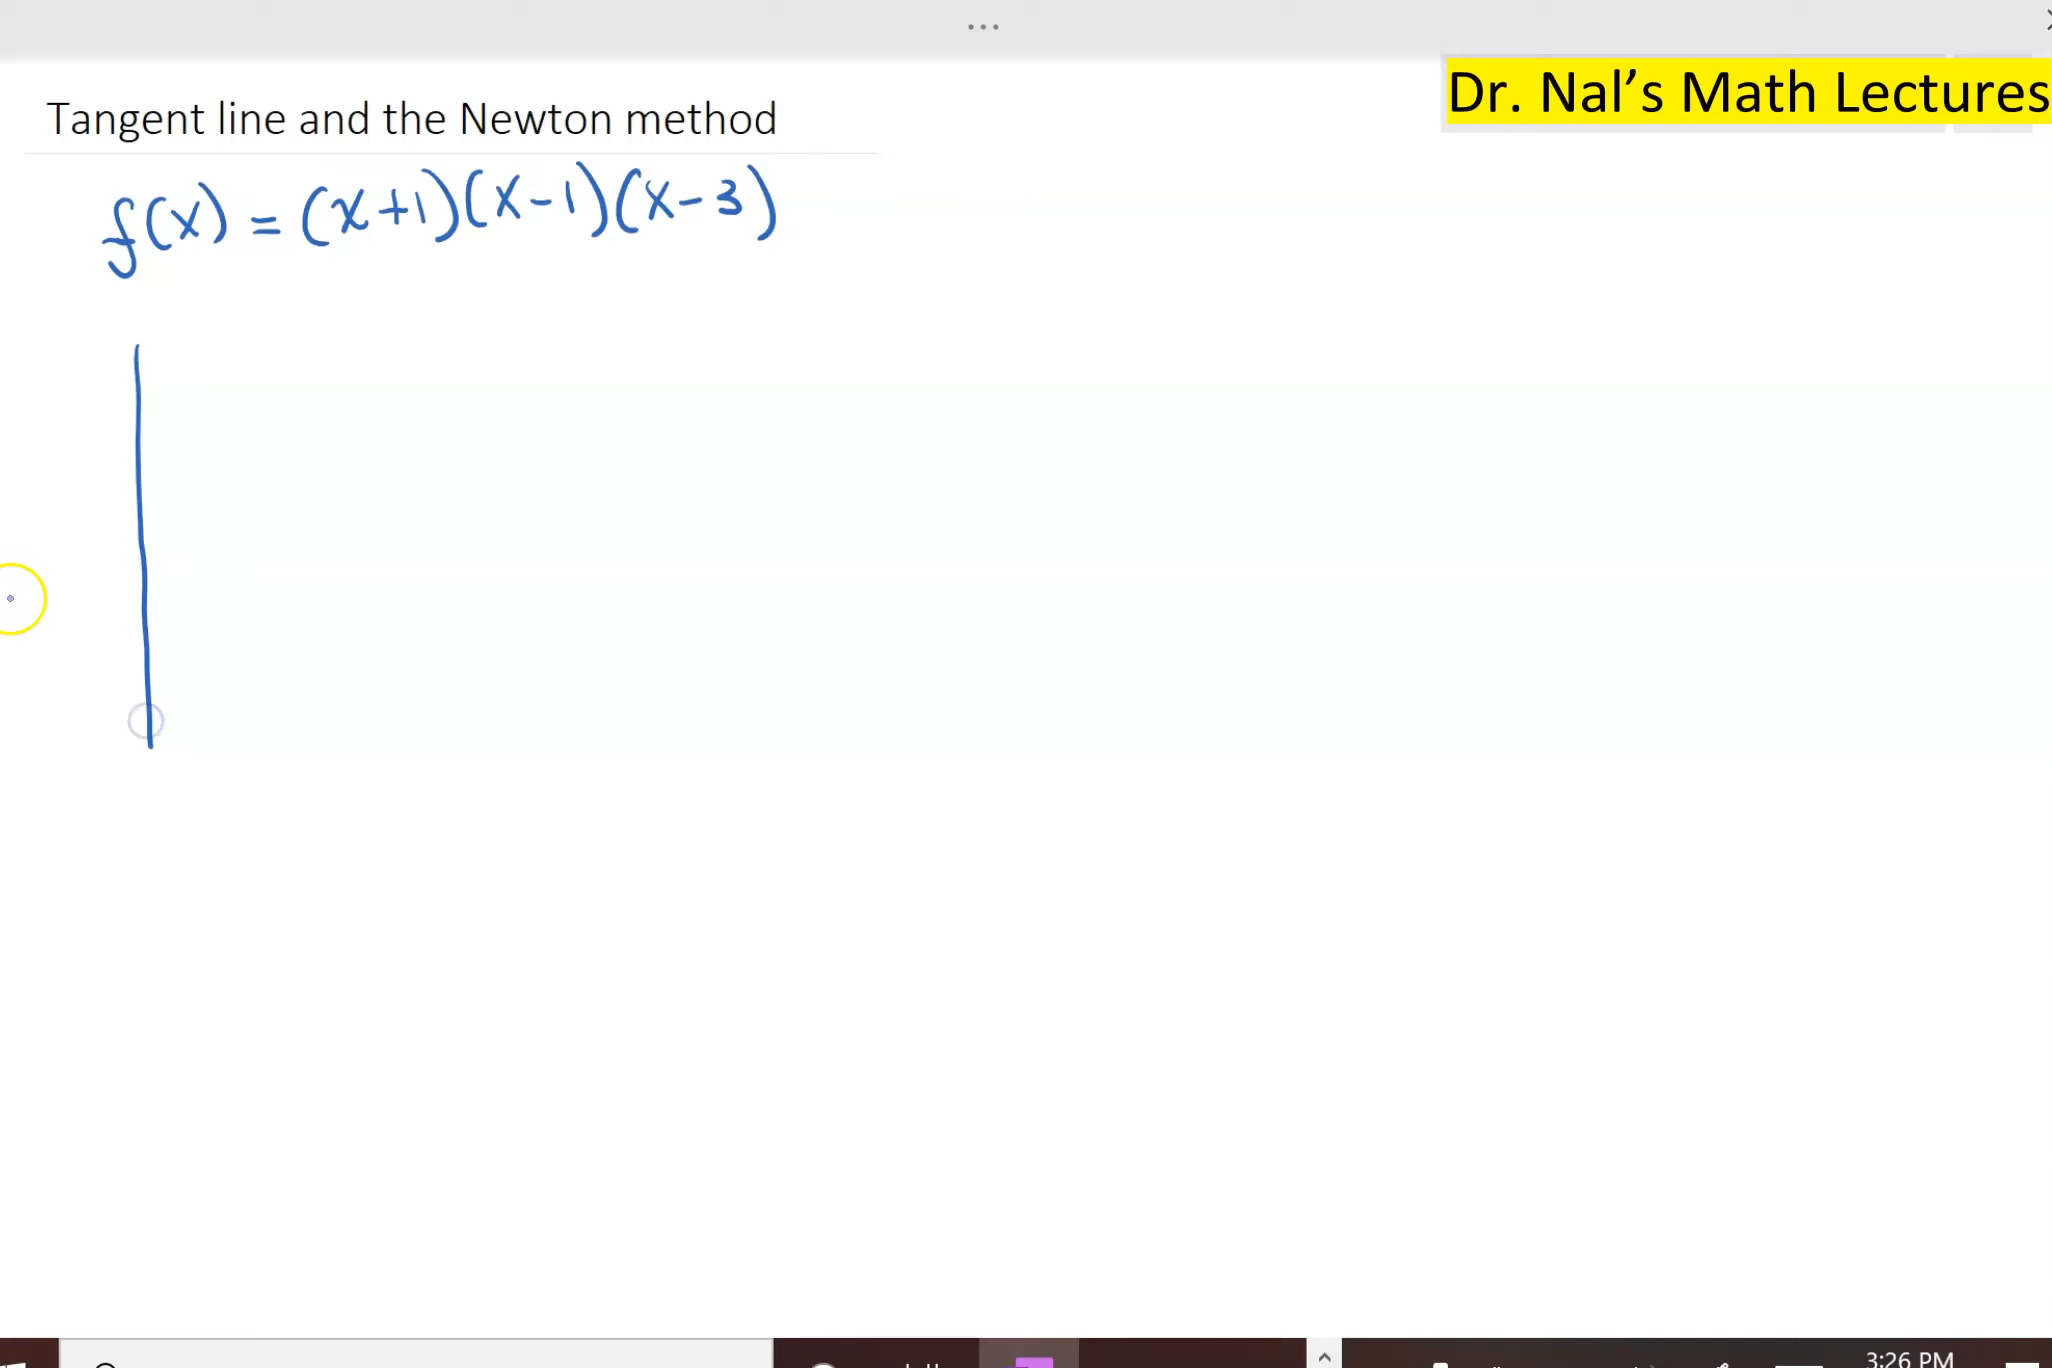 Dr. Nal’s Math Lectures
Tangent line and the Newton method
f(x) = (x+1)(x-1)(x-3)
3:26 PM